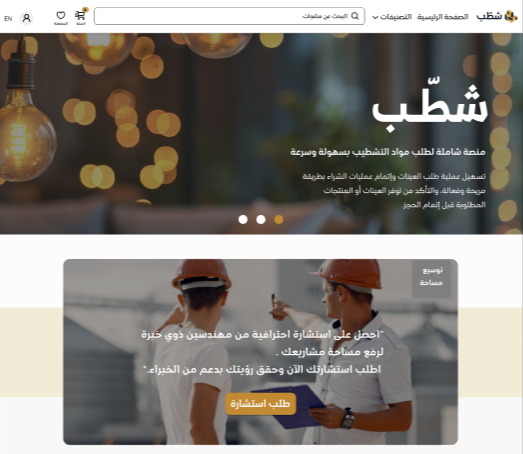 شطّب
الصفحة الرئيسية
التصنيفات
البحث عن منتجات
السلة
المفضلة
EN
شطّب
منصة شاملة لطلب مواد التشطيب بسهولة وسرعة
تسهيل عملية طلب العينات وإتمام عمليات الشراء بطريقة
مريحة وفعالة، والتأكد من توفر العينات أو المنتجات
المطلوبة قبل إتمام الحجز.
توسيع
مساحة
"احصل على استشارة احترافية من مهندسين ذوي خبرة
لرفع مساحة مشاريعك .
اطلب استشارتك الآن وحقق رؤيتك بدعم من الخبراء."
طلب استشارة